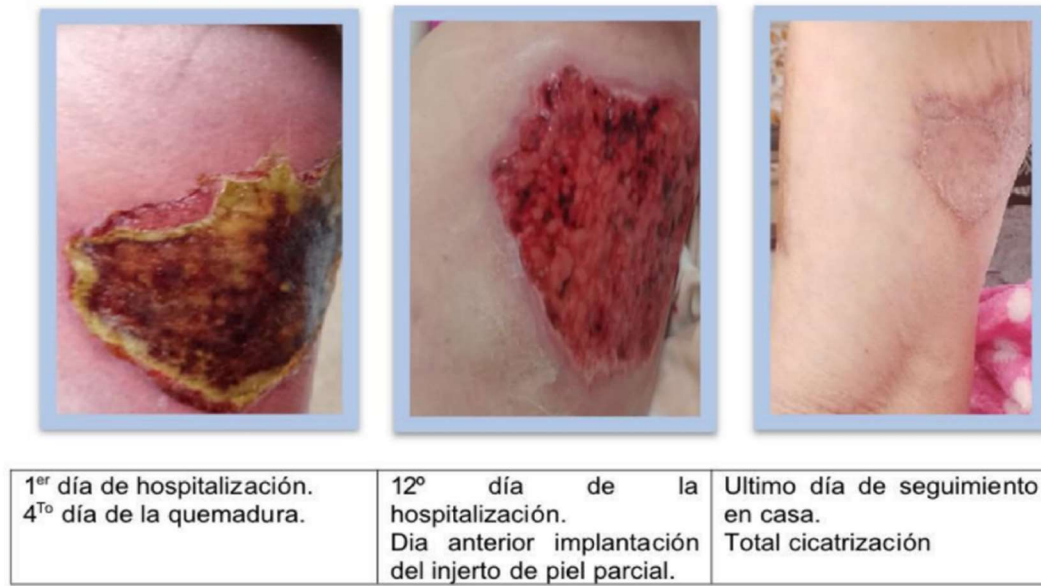 1er día de hospitalización.
4To día de la quemadura.
12º día de la
hospitalización.
Dia anterior implantación
del injerto de piel parcial.
Ultimo día de seguimiento
en casa.
Total cicatrización